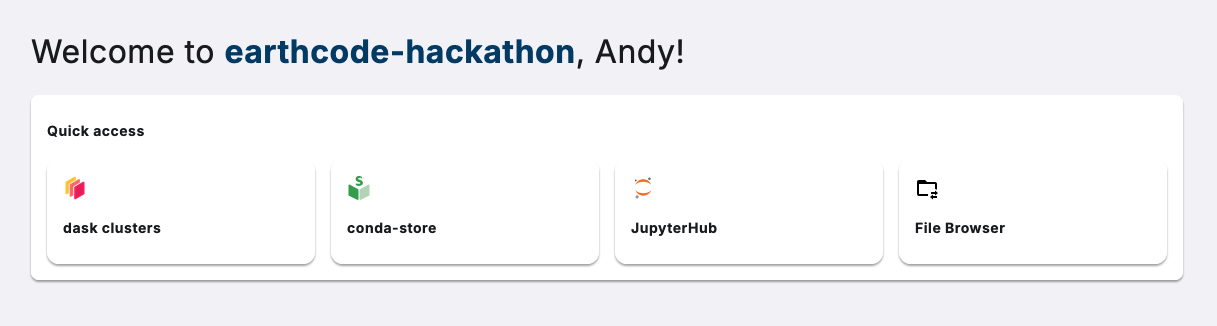 Welcome to earthcode-hackathon, Andy!
Quick access
S
dask clusters
conda-store
JupyterHub
File Browser